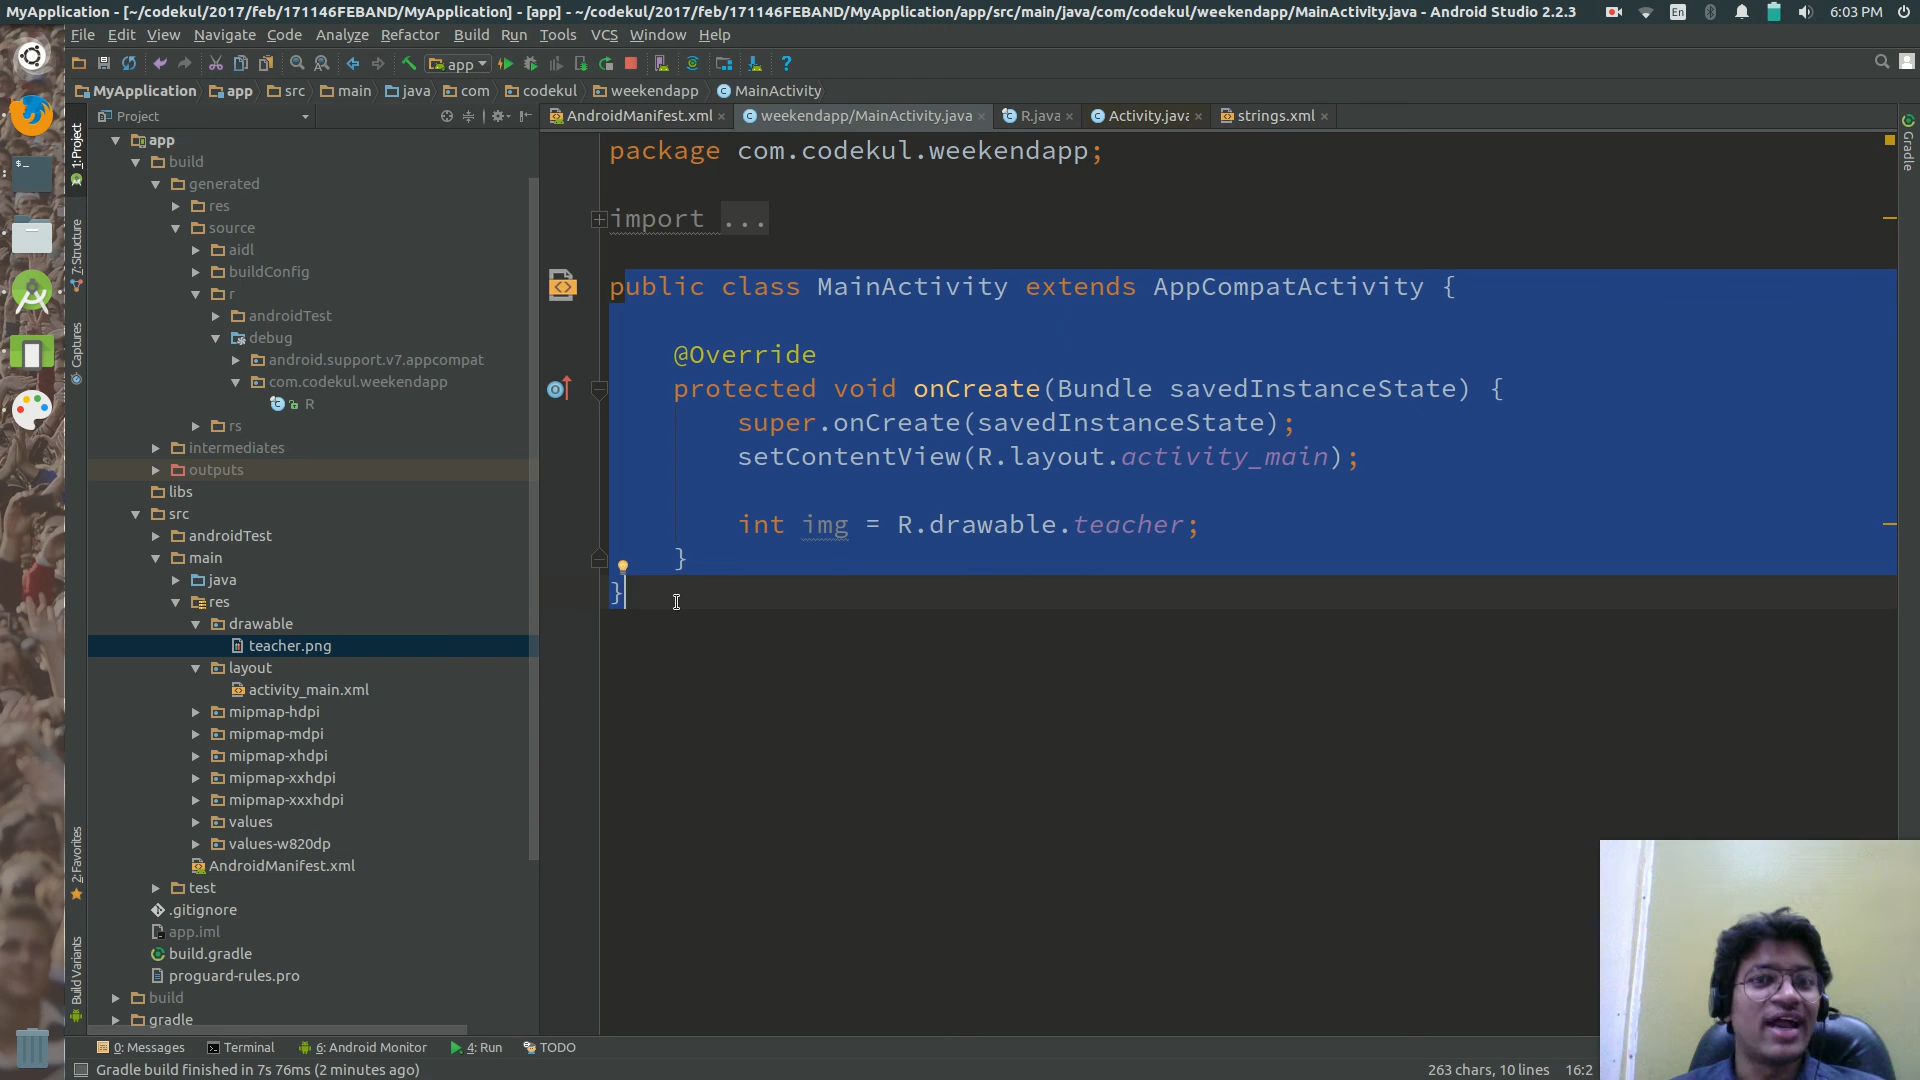 MyApplication - [~/codekul/2017/feb/171146FEBAND/MyApplication] - [app] - ~/codekul/2017/feb/171146FEBAND/MyApplication/app/src/main/java/com/codekul/weekendapp/MainActivity.java - Android Studio 2.2.3
En
6:03 PM
File Edit View Navigate Code Analyze Refactor Build Run Tools VCS Window Help
app
MyApplication app src main java com codekul weekendapp MainActivity
Project
AndroidManifest.xml weekendapp/MainActivity.java R.java Activity.java strings.xml
1: Project
7: Structure
Captures
2: Favorites
Build Variants
Gradle
app
build
generated
res
source
aidl
buildConfig
r
androidTest
debug
android.support.v7.appcompat
com.codekul.weekendapp
R
rs
intermediates
outputs
libs
src
androidTest
main
java
res
drawable
teacher.png
layout
activity_main.xml
mipmap-hdpi
mipmap-mdpi
mipmap-xhdpi
mipmap-xxhdpi
mipmap-xxxhdpi
values
values-w820dp
AndroidManifest.xml
test
.gitignore
app.iml
build.gradle
proguard-rules.pro
build
gradle
package com.codekul.weekendapp;
import ...
public class MainActivity extends AppCompatActivity {
@Override
protected void onCreate(Bundle savedInstanceState) {
super.onCreate(savedInstanceState);
setContentView(R.layout.activity_main);
int img = R.drawable.teacher;
}
}
0: Messages Terminal 6: Android Monitor 4: Run TODO
Gradle build finished in 7s 76ms (2 minutes ago)
263 chars, 10 lines 16:2